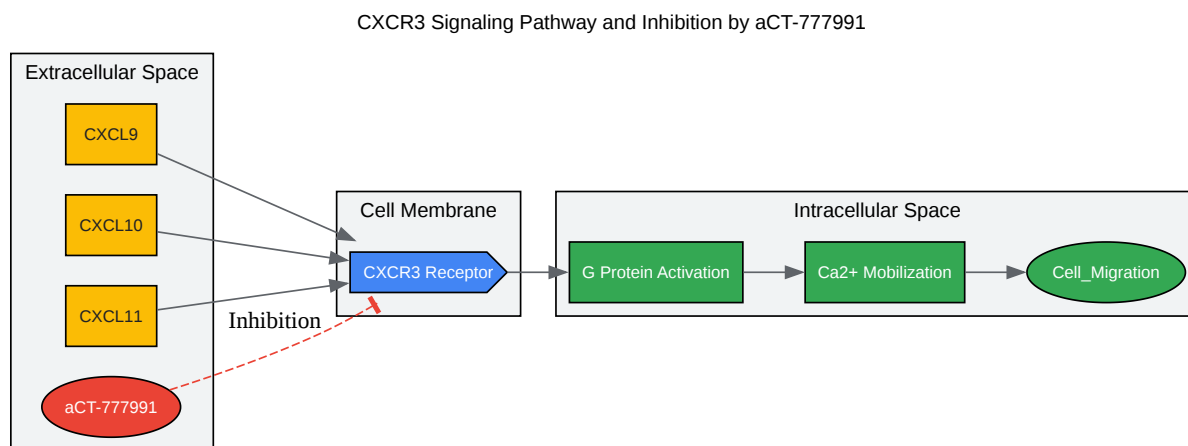 CXCR3 Signaling Pathway and Inhibition by aCT-777991
Extracellular Space
CXCL9
CXCL10
CXCL11
aCT-777991
Inhibition
Cell Membrane
CXCR3 Receptor
Intracellular Space
G Protein Activation
Ca2+ Mobilization
Cell_Migration